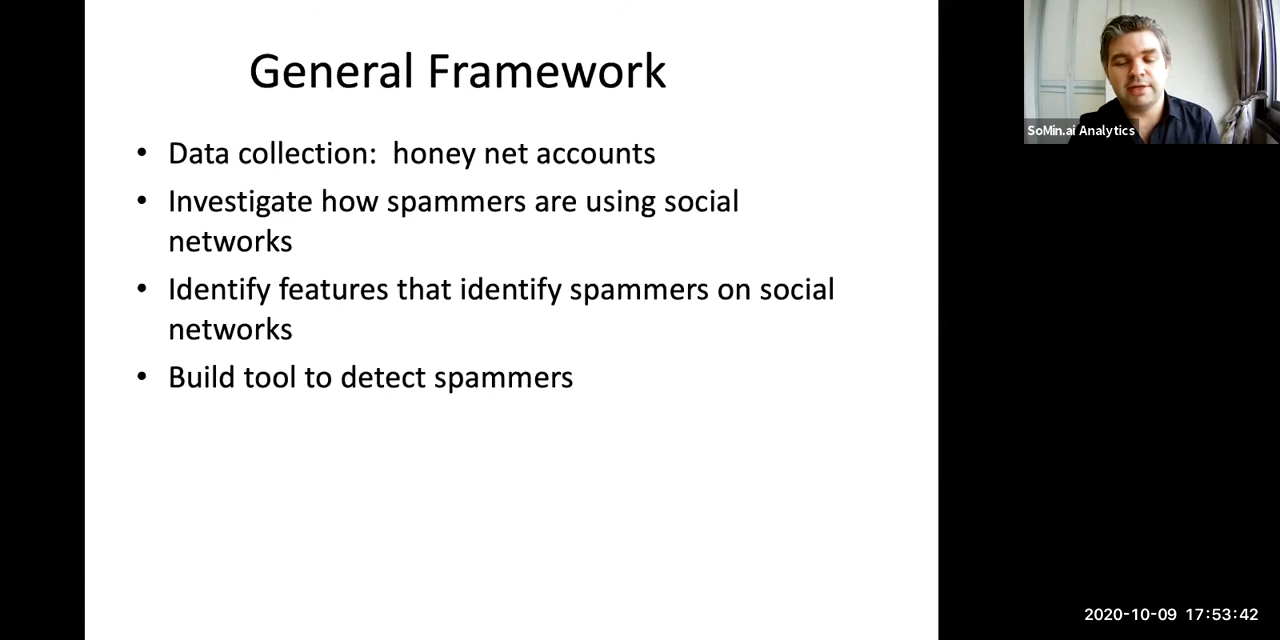 General Framework
• Data collection:  honey net accounts
• Investigate how spammers are using social
networks
• Identify features that identify spammers on social
networks
• Build tool to detect spammers
SoMin.ai Analytics
2020-10-09 17:53:42